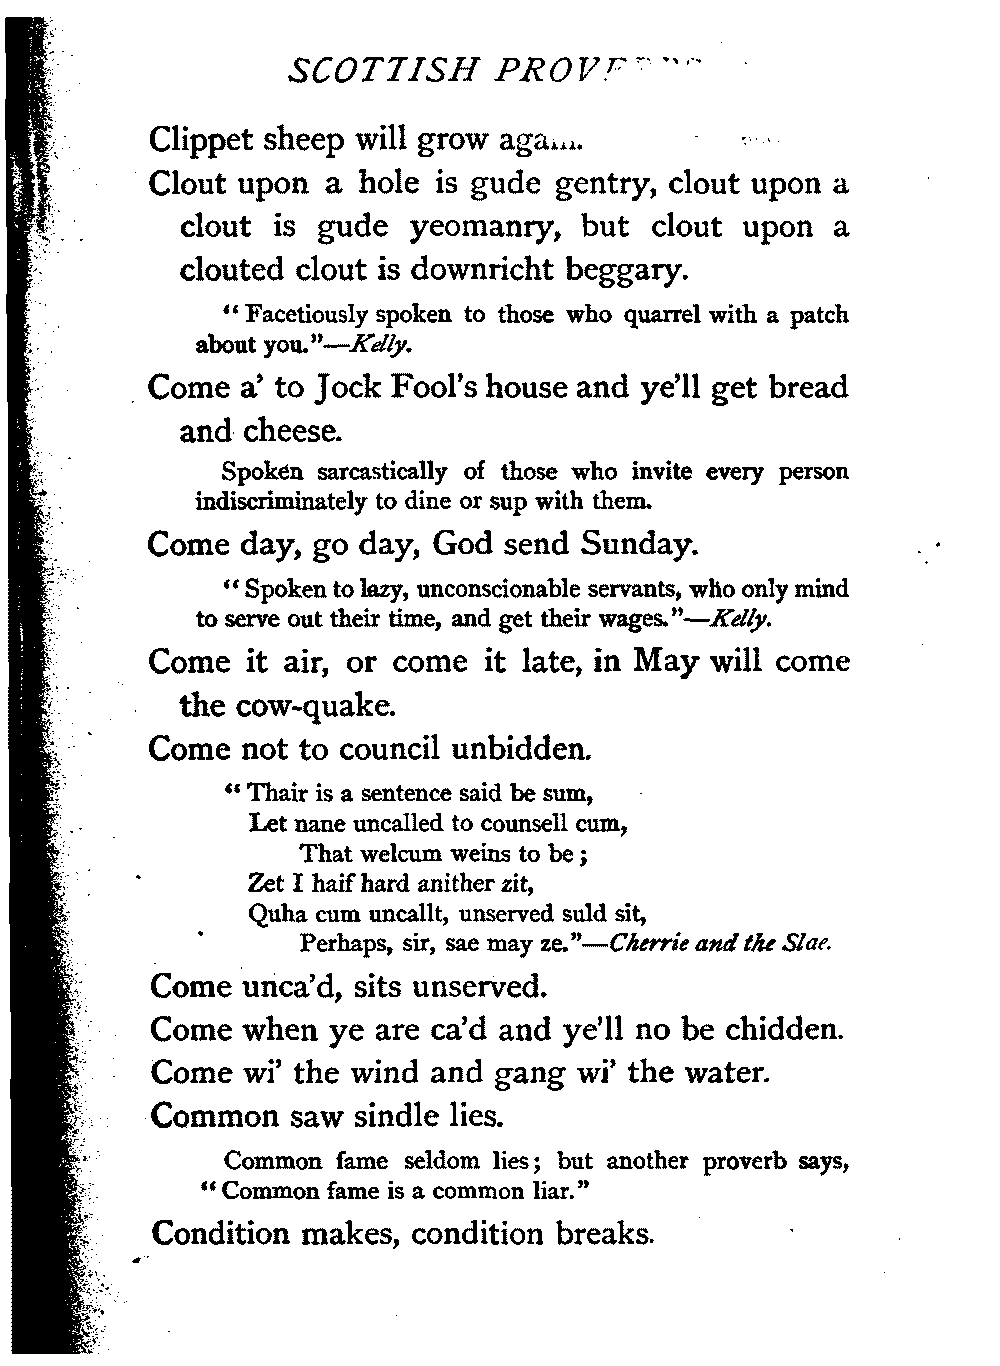 SCOTTISH
Clippet sheep will grow again.
Clout upon a hole is gude gentry, clout upon a
clout is gude yeomanry, but clout upon a
clouted clout is downricht beggary.
“ Facetiously spoken to those who quarrel with a patch
about you.”—Kelly.
Come a’ to Jock Fool’s house and ye’ll get bread
and cheese.
Spoken sarcastically of those who invite every person
indiscriminately to dine or sup with them.
Come day, go day, God send Sunday.
“ Spoken to lazy, unconscionable servants, who only mind
to serve out their time, and get their wages.”—Kelly.
Come it air, or come it late, in May will come
the cow-quake.
Come not to council unbidden.
“ Thair is a sentence said be sum,
Let nane uncalled to counsell cum,
That welcum weins to be ;
Zet I haif hard anither zit,
Quha cum uncallt, unserved suld sit,
Perhaps, sir, sae may ze.”—Cherrie and the Slae.
Come unca’d, sits unserved.
Come when ye are ca’d and ye’ll no be chidden.
Come wi’ the wind and gang wi’ the water.
Common saw sindle lies.
Common fame seldom lies; but another proverb says,
“ Common fame is a common liar.”
Condition makes, condition breaks.